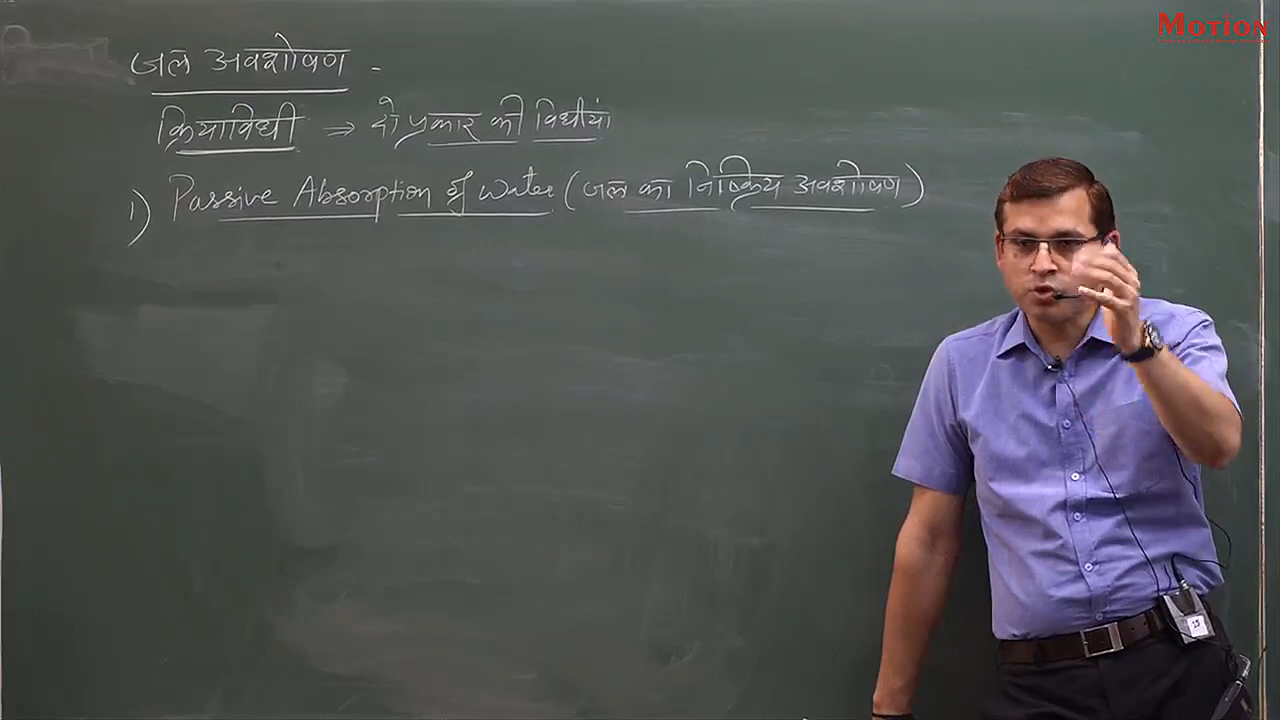 MOTION
जल अवशोषण -
क्रियाविधी ⇒ दो प्रकार की विधीयां
1) Passive Absorption of Water (जल का निष्क्रिय अवशोषण)